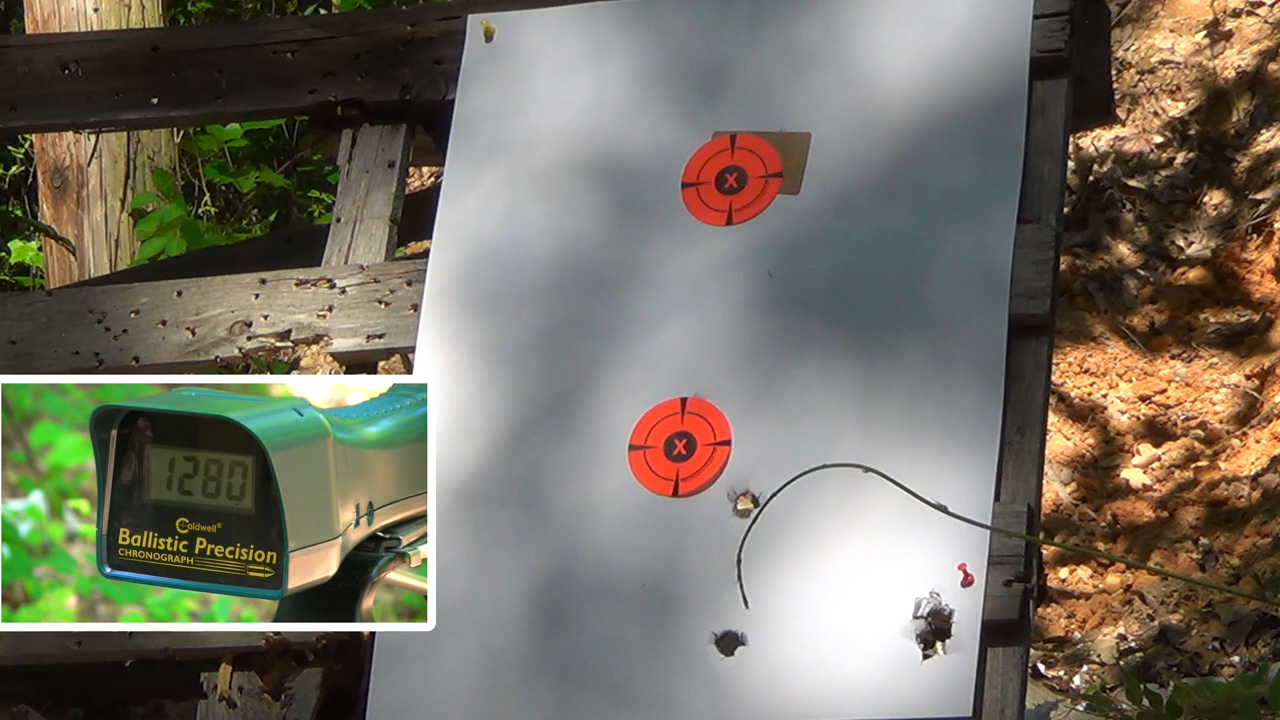 X
X
1280
Caldwell®
Ballistic Precision
CHRONOGRAPH